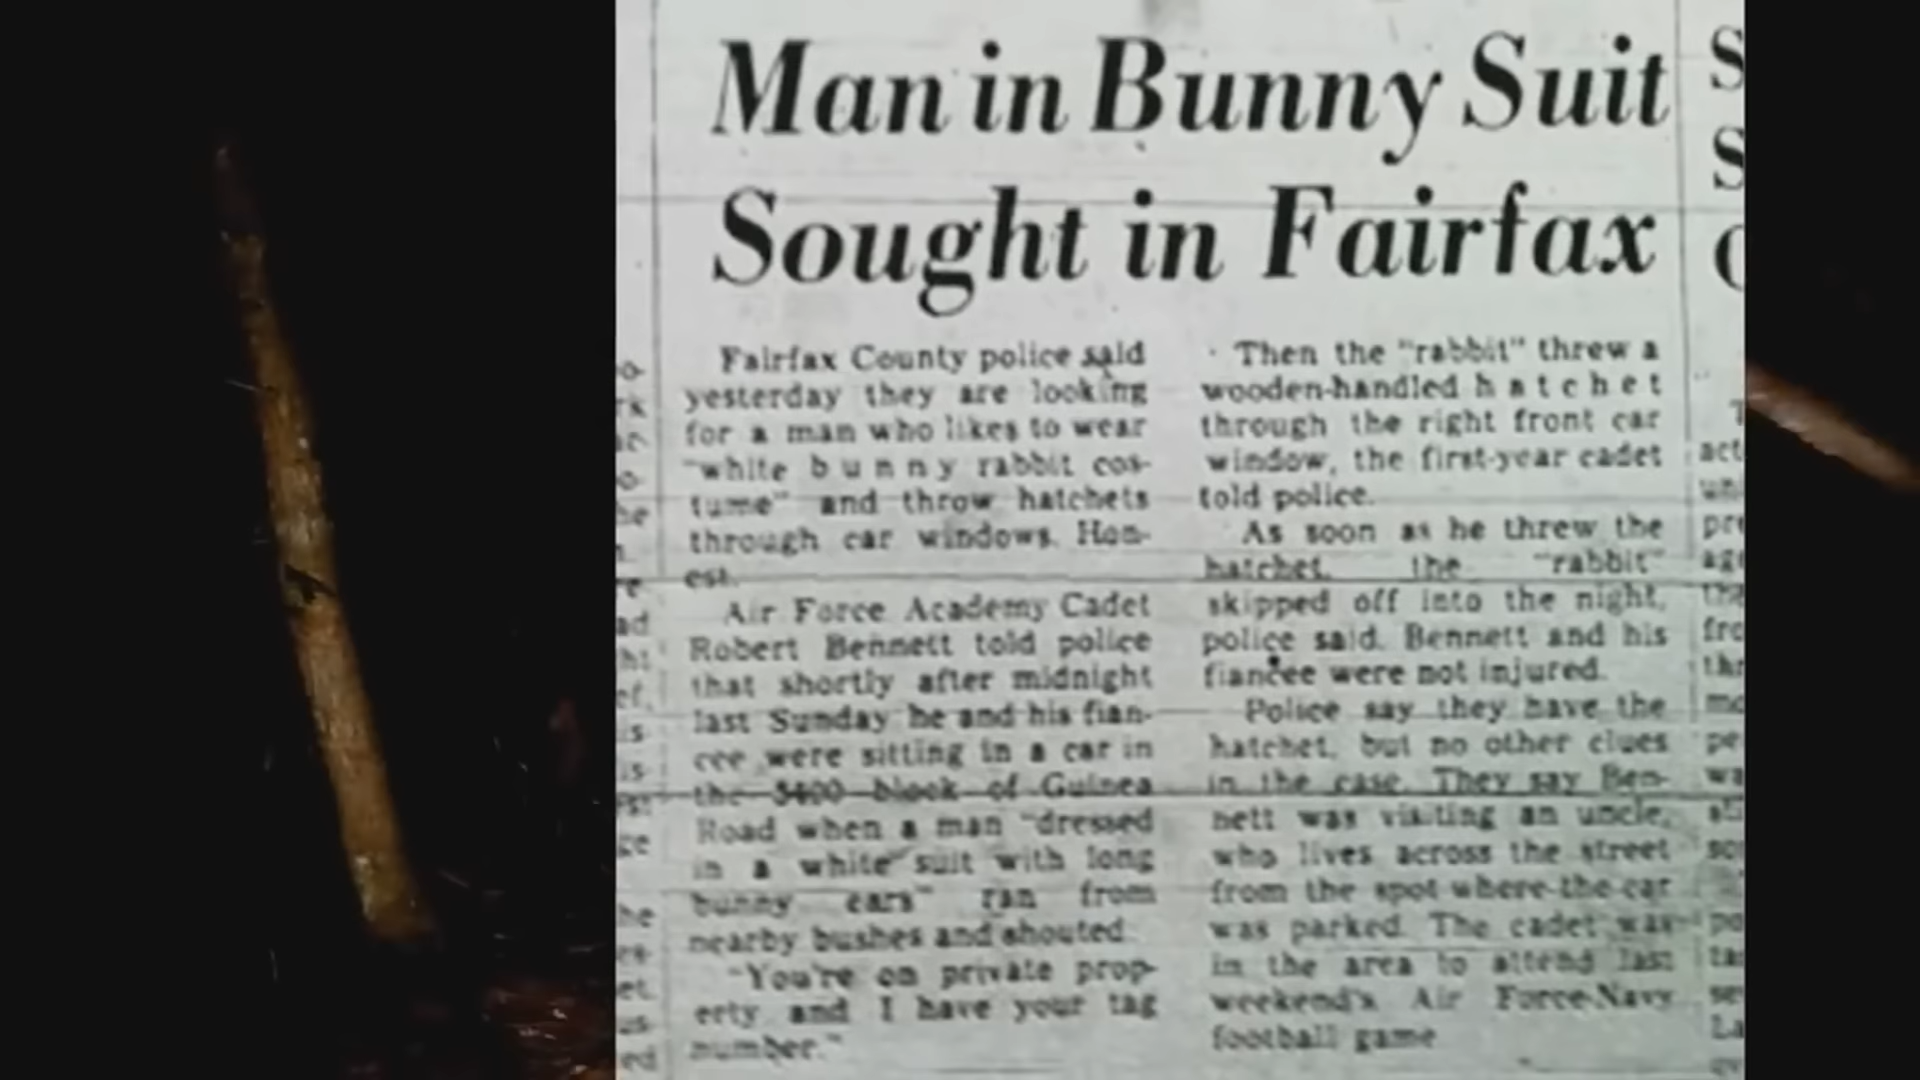 Man in Bunny Suit
Sought in Fairfax
Fairfax County police said
yesterday they are looking
for a man who likes to wear
"white bunny rabbit cos-
tume" and throw hatchets
through car windows. Hon-
est.
Air Force Academy Cadet
Robert Bennett told police
that shortly after midnight
last Sunday he and his fian-
cee were sitting in a car in
the 5400 block of Guinea
Road when a man "dressed
in a white suit with long
bunny ears" ran from
nearby bushes and shouted:
"You're on private prop-
erty and I have your tag
number."
Then the "rabbit" threw a
wooden-handled hatchet
through the right front car
window, the first-year cadet
told police.
As soon as he threw the
hatchet, the "rabbit"
skipped off into the night,
police said. Bennett and his
fiancee were not injured.
Police say they have the
hatchet, but no other clues
in the case. They say Ben-
nett was visiting an uncle,
who lives across the street
from the spot where the car
was parked. The cadet was
in the area to attend last
weekend's Air Force-Navy
football game